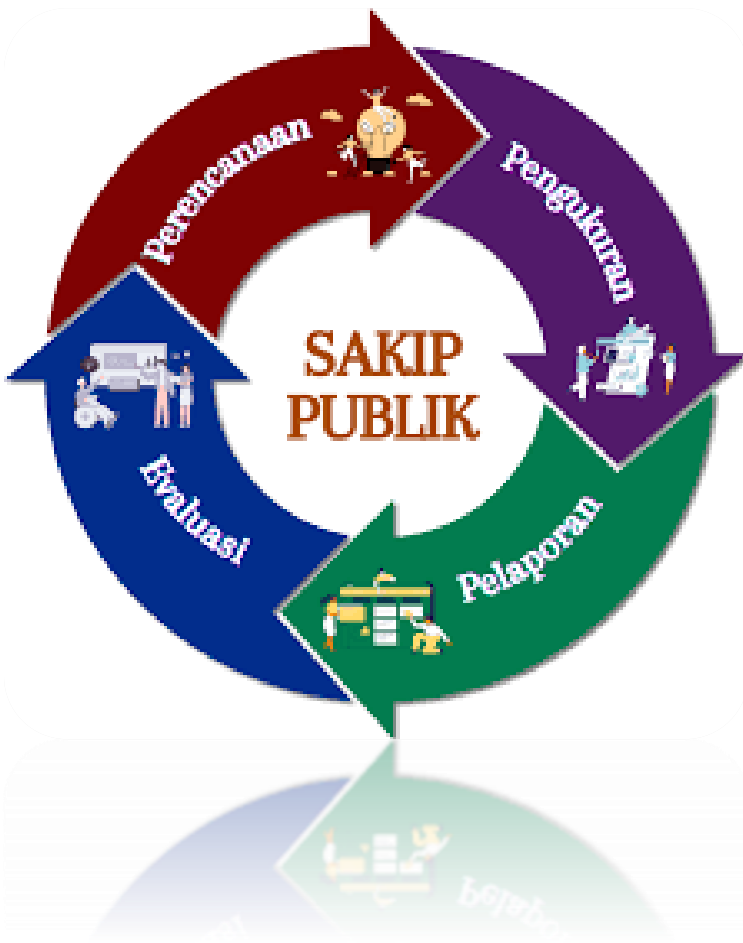 Perencanaan
Pengukuran
SAKIP
PUBLIK
Evaluasi
Pelaporan